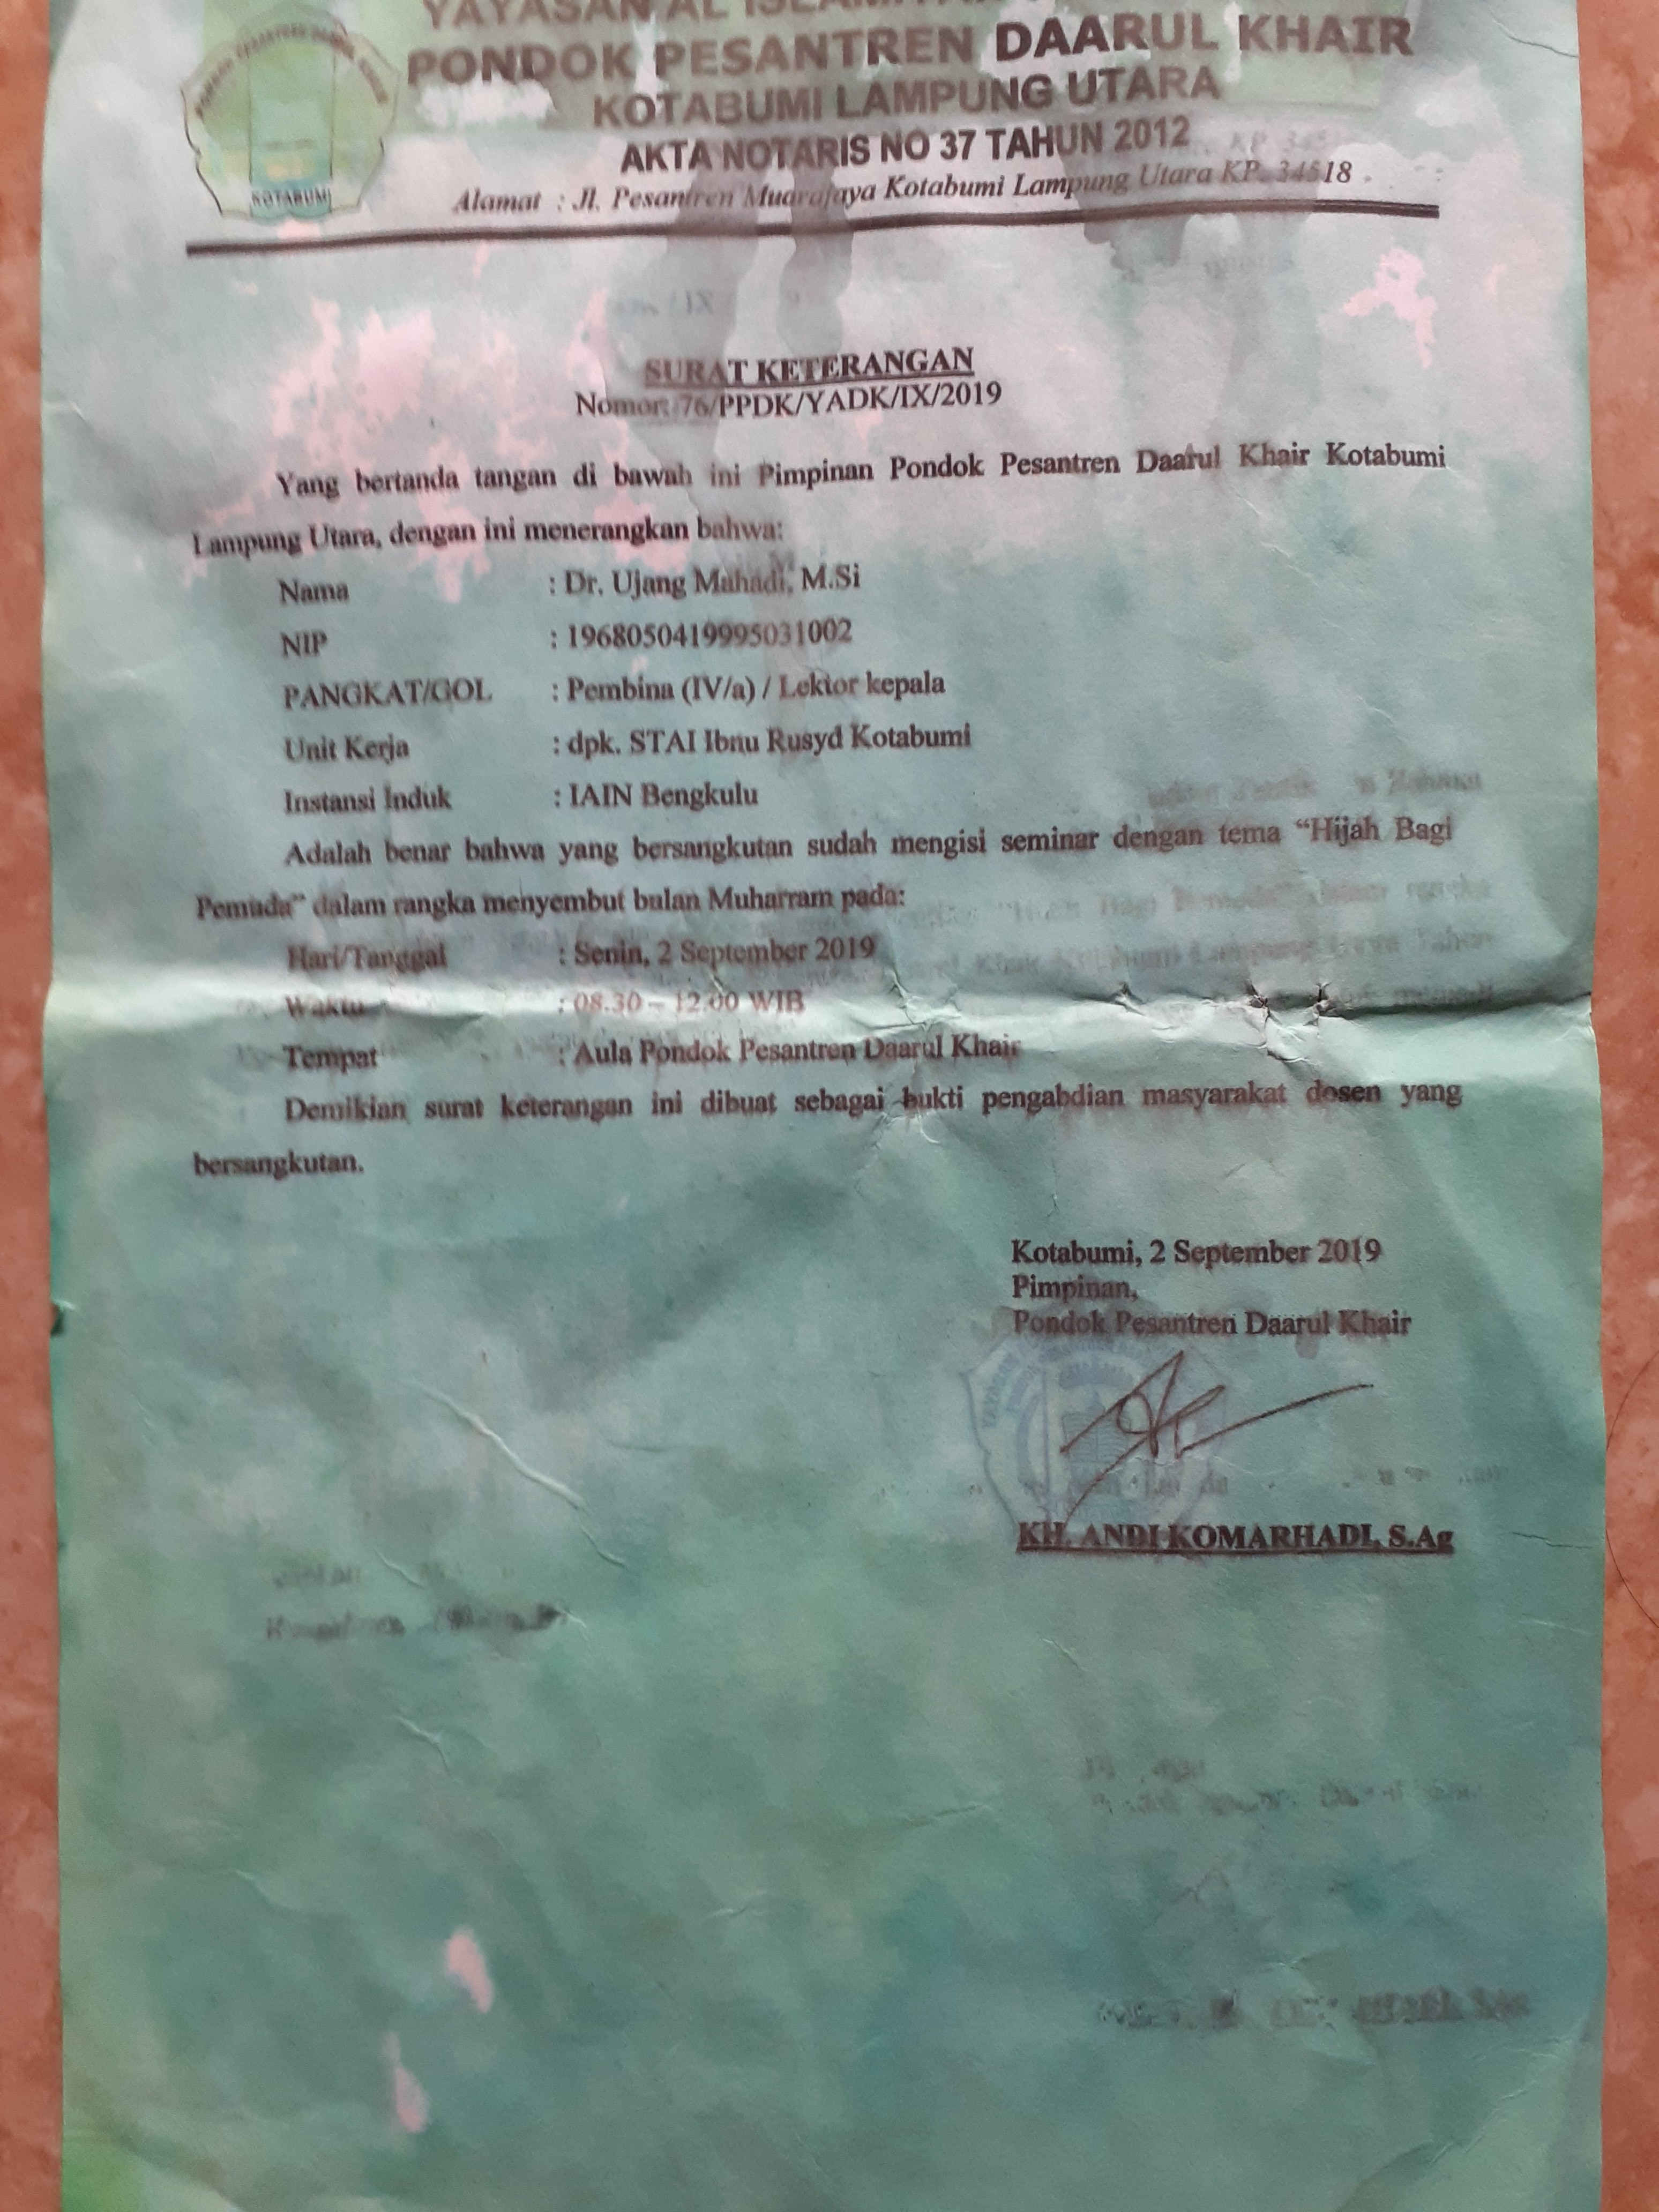 YAYASAN AL
PONDOK PESANTREN DAARUL KHAIR
KOTABUMI LAMPUNG UTARA
AKTA NOTARIS NO 37 TAHUN 2012
Alamat : Jl. Pesantren Muarajaya Kotabumi Lampung Utara KP. 34518
KOTABUMI
SURAT KETERANGAN
Nomor: 76/PPDK/YADK/IX/2019
Yang bertanda tangan di bawah ini Pimpinan Pondok Pesantren Daarul Khair Kotabumi
Lampung Utara, dengan ini menerangkan bahwa:
Nama : Dr. Ujang Mahadi, M.Si
NIP : 1968050419995031002
PANGKAT/GOL : Pembina (IV/a) / Lektor kepala
Unit Kerja : dpk. STAI Ibnu Rusyd Kotabumi
Instansi Induk : IAIN Bengkulu
Adalah benar bahwa yang bersangkutan sudah mengisi seminar dengan tema “Hijah Bagi
Pemuda” dalam rangka menyembut bulan Muharram pada:
Hari/Tanggal : Senin, 2 September 2019
Waktu : 08.30 – 12.00 WIB
Tempat : Aula Pondok Pesantren Daarul Khair
Demikian surat keterangan ini dibuat sebagai bukti pengabdian masyarakat dosen yang
bersangkutan.
Kotabumi, 2 September 2019
Pimpinan,
Pondok Pesantren Daarul Khair
KH. ANDI KOMARHADI, S.Ag